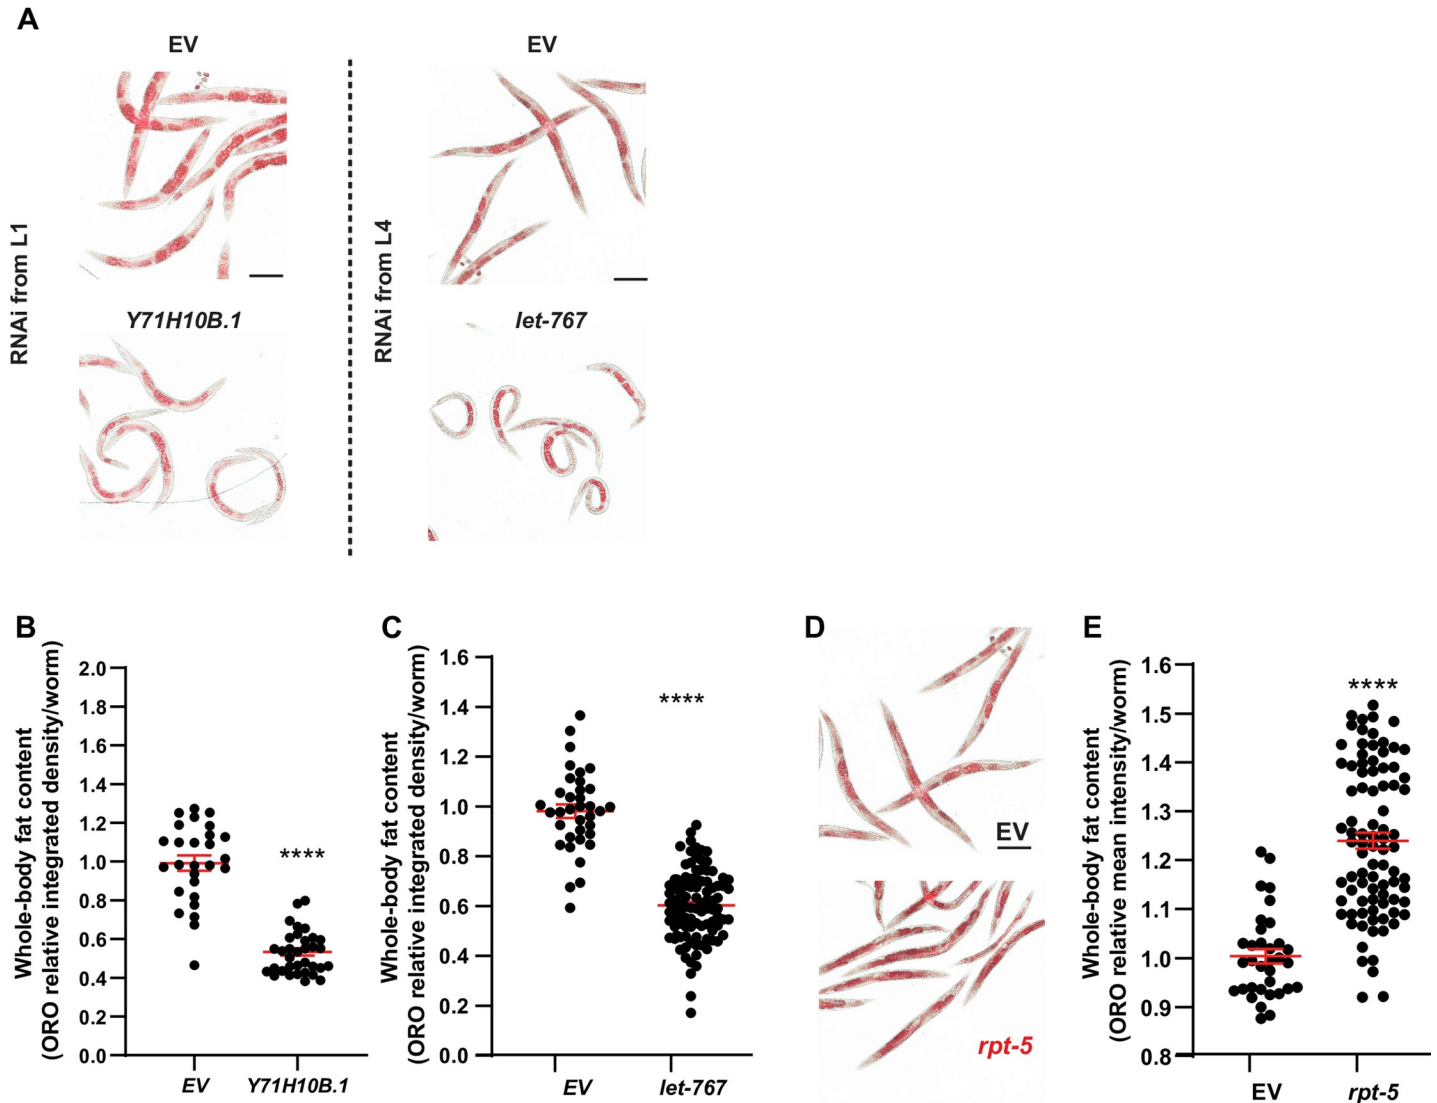 A
EV
EV
RNAi from L1
RNAi from L4
Y71H10B.1
let-767
B
Whole-body fat content
(ORO relative integrated density/worm)
2.0
1.8
1.6
1.4
1.2
1.0
0.8
0.6
0.4
0.2
0.0
****
EV
Y71H10B.1
C
Whole-body fat content
(ORO relative integrated density/worm)
1.6
1.4
1.2
1.0
0.8
0.6
0.4
0.2
0.0
****
EV
let-767
D
EV
rpt-5
E
Whole-body fat content
(ORO relative mean intensity/worm)
1.6
1.5
1.4
1.3
1.2
1.1
1.0
0.9
0.8
****
EV
rpt-5